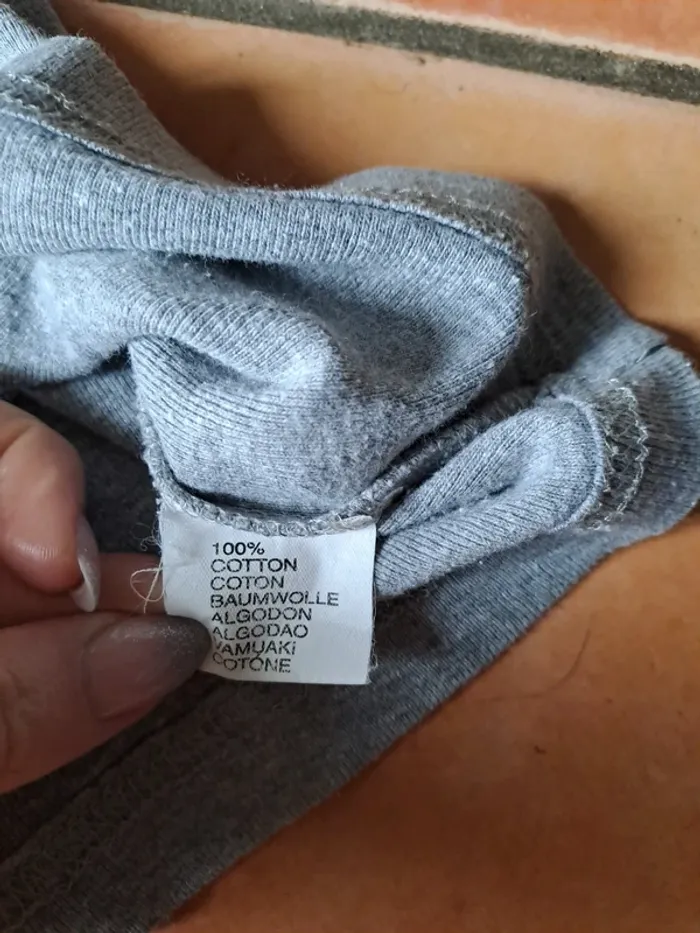 100%
COTTON
COTON
BAUMWOLLE
ALGODON
ALGODAO
VAMUAKi
COTONE